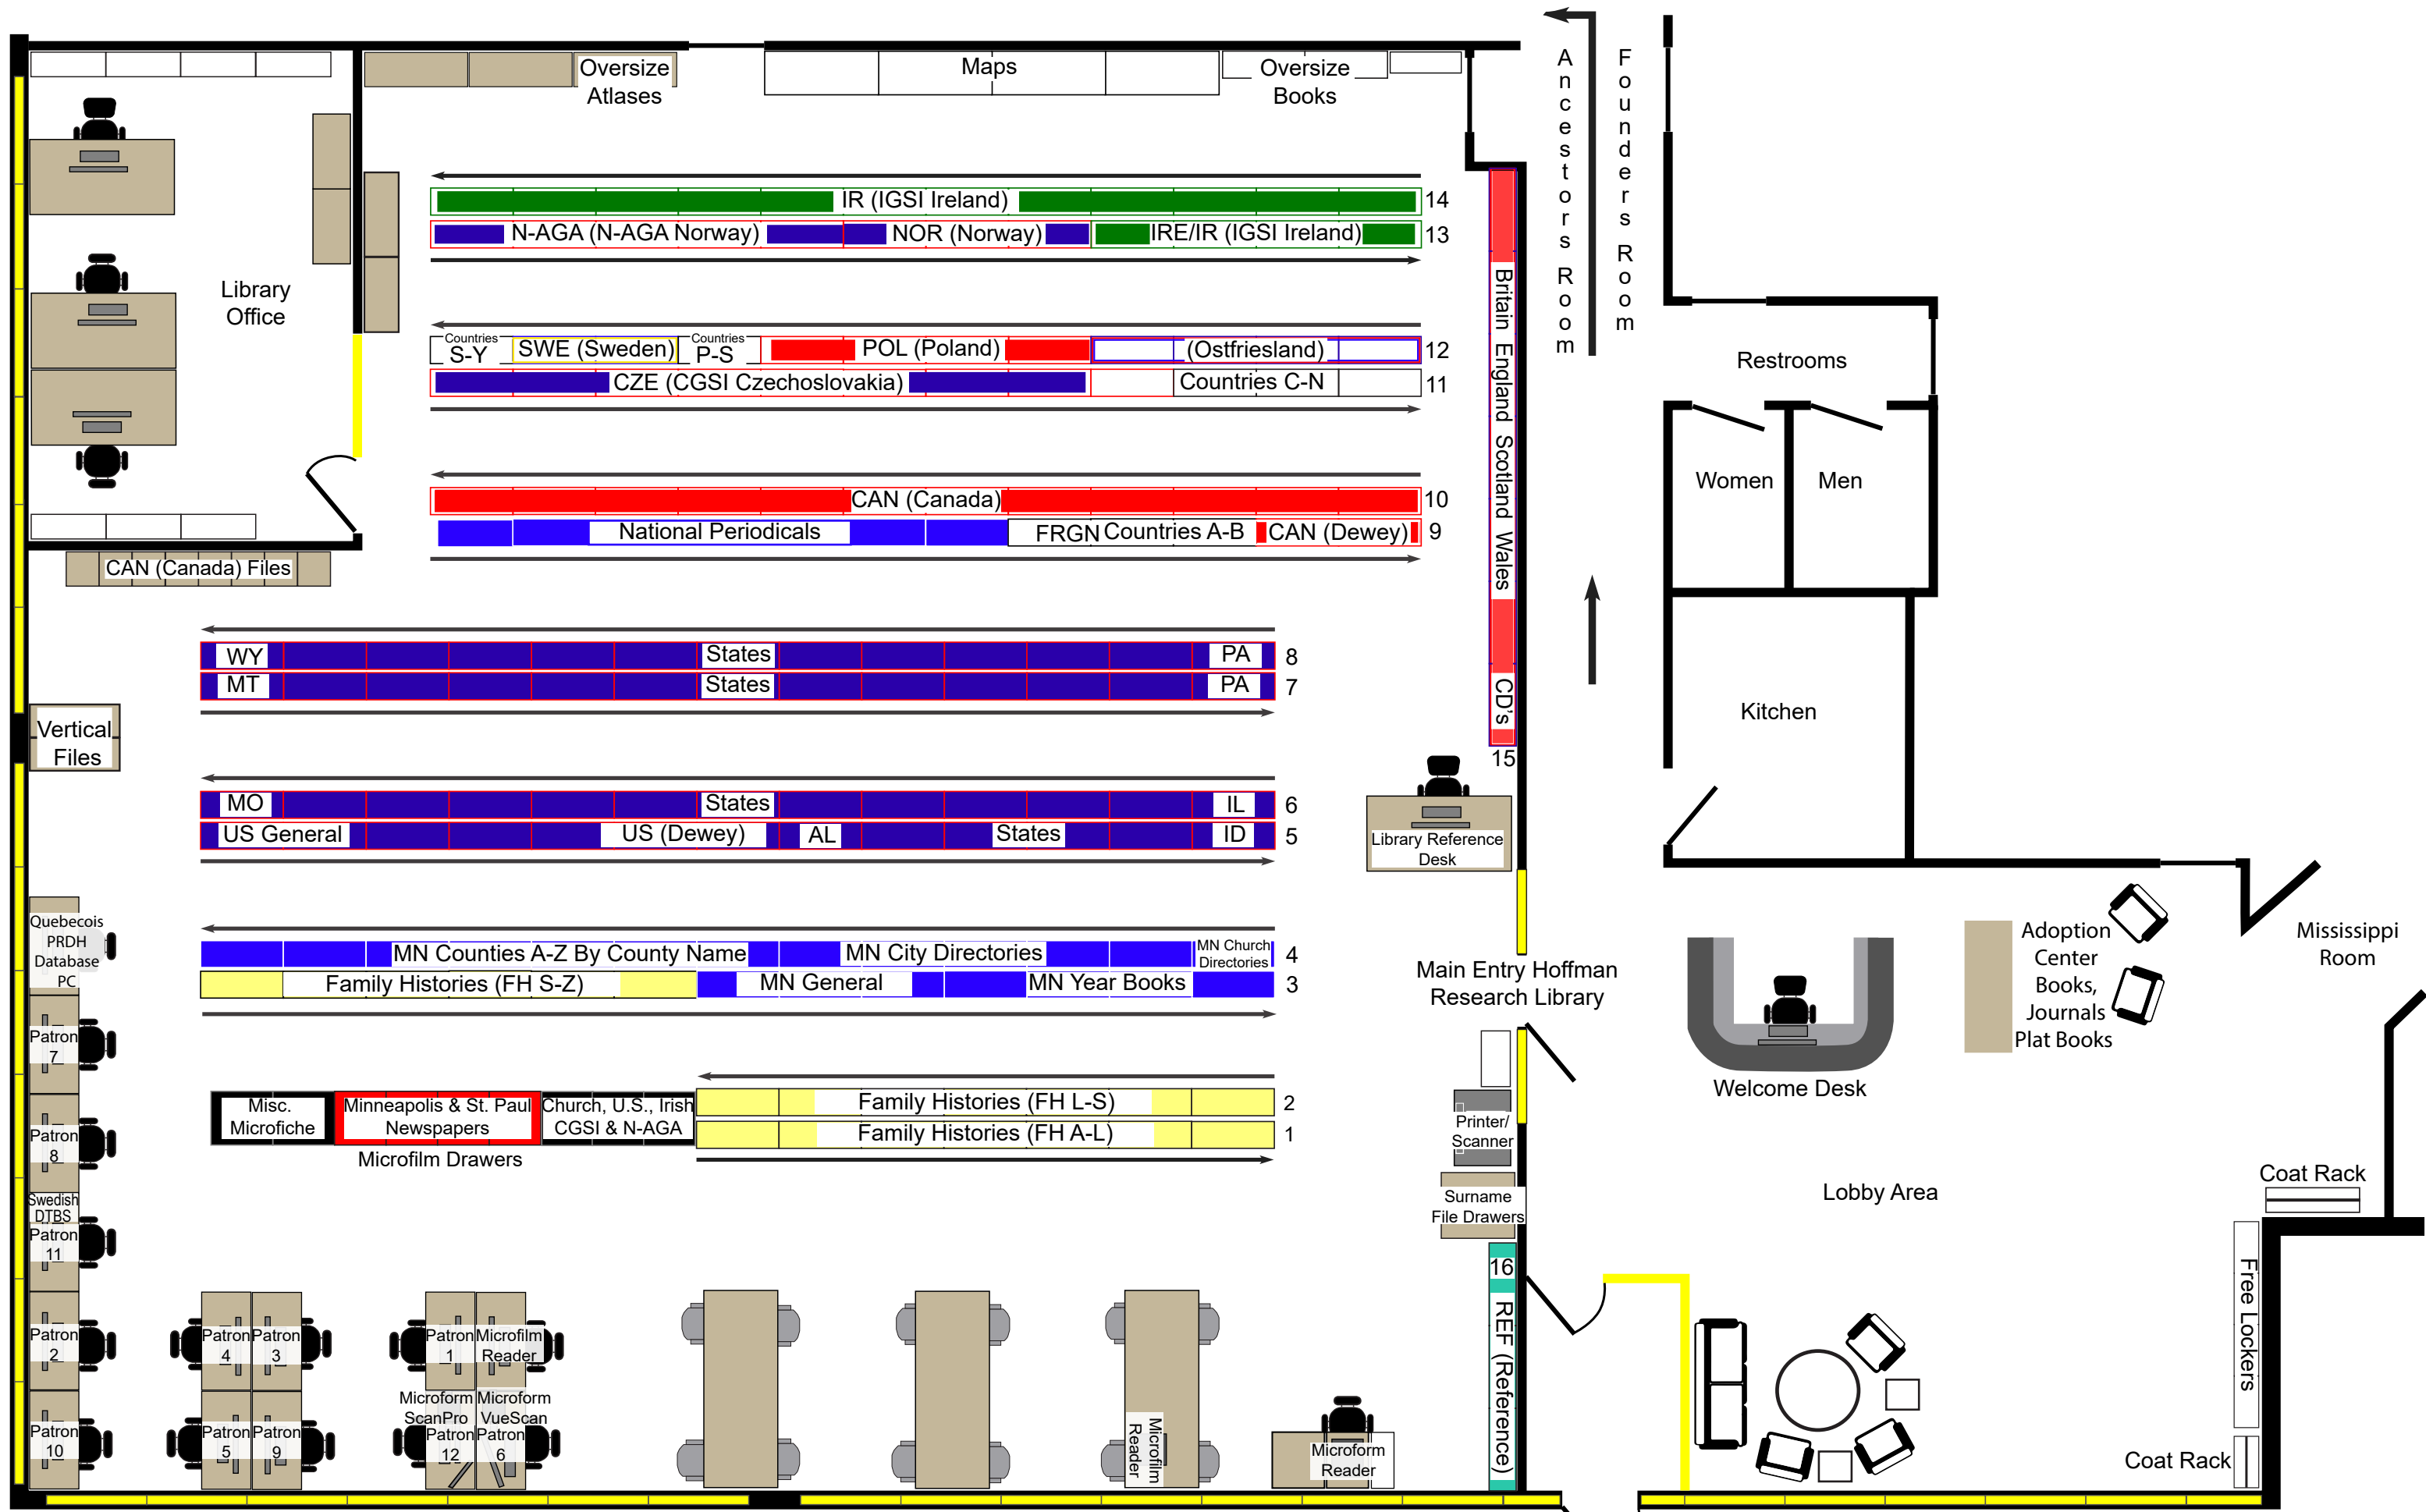 Oversize
Atlases
Maps
Oversize
Books
Ancestors Room
Founders Room
Library
Office
IR (IGSI Ireland)
14
N-AGA (N-AGA Norway)
NOR (Norway)
IRE/IR (IGSI Ireland)
13
Countries
S-Y
SWE (Sweden)
Countries
P-S
POL (Poland)
(Ostfriesland)
12
CZE (CGSI Czechoslovakia)
Countries C-N
11
CAN (Canada)
10
National Periodicals
FRGN Countries A-B
CAN (Dewey)
9
Britain England Scotland Wales
CD's
15
Restrooms
Women
Men
Kitchen
CAN (Canada) Files
WY
States
PA
8
MT
States
PA
7
Vertical
Files
MO
States
IL
6
US General
US (Dewey)
AL
States
ID
5
Library Reference
Desk
Quebecois
PRDH
Database
PC
MN Counties A-Z By County Name
MN City Directories
MN Church
Directories
4
Family Histories (FH S-Z)
MN General
MN Year Books
3
Main Entry Hoffman
Research Library
Adoption
Center
Books,
Journals
Plat Books
Mississippi
Room
Welcome Desk
Patron
7
Misc.
Microfiche
Minneapolis & St. Paul
Newspapers
Church, U.S., Irish
CGSI & N-AGA
Microfilm Drawers
Family Histories (FH L-S)
2
Family Histories (FH A-L)
1
Printer/
Scanner
Patron
8
Surname
File Drawers
Lobby Area
Coat Rack
Swedish
DTBS
Patron
11
16
REF (Reference)
Free Lockers
Patron
2
Patron
4
Patron
3
Patron
1
Microfilm
Reader
Patron
10
Patron
5
Patron
9
Microform
ScanPro
Patron
12
Microform
VueScan
Patron
6
Microfilm
Reader
Microform
Reader
Coat Rack